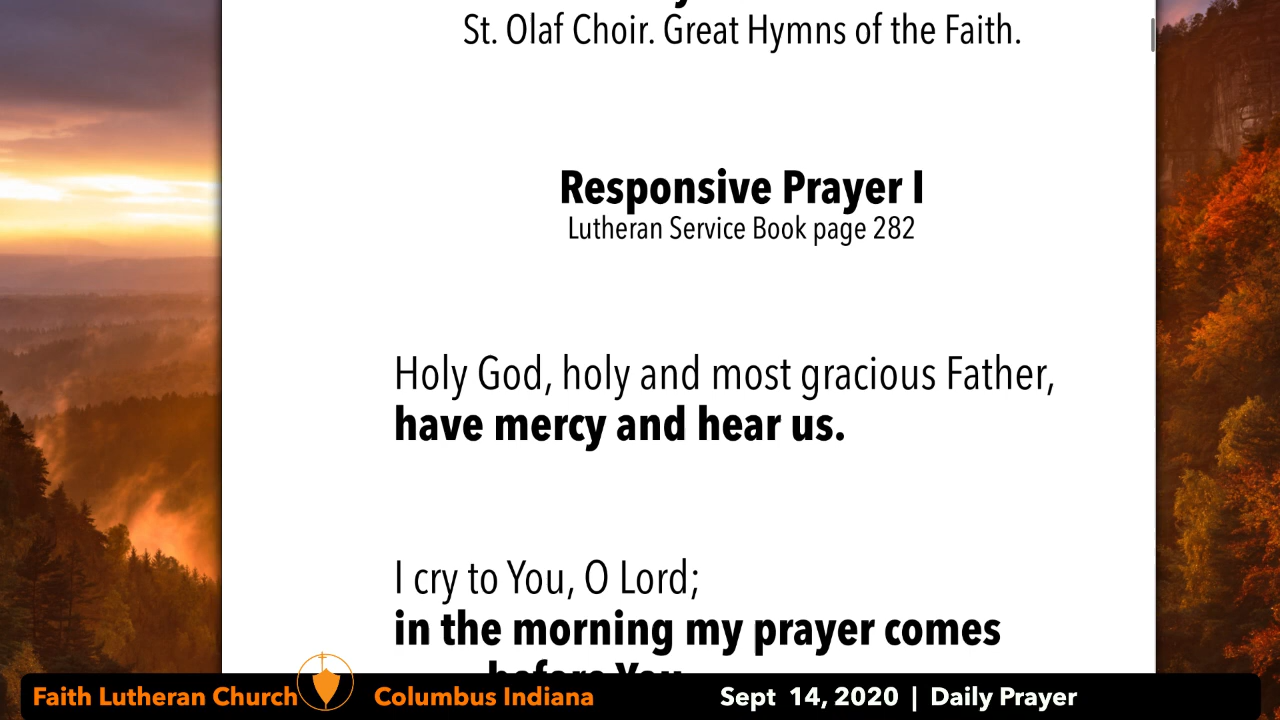 St. Olaf Choir. Great Hymns of the Faith.
Responsive Prayer I
Lutheran Service Book page 282
Holy God, holy and most gracious Father,
have mercy and hear us.
I cry to You, O Lord;
in the morning my prayer comes
before You.
Faith Lutheran Church Columbus Indiana Sept 14, 2020 | Daily Prayer